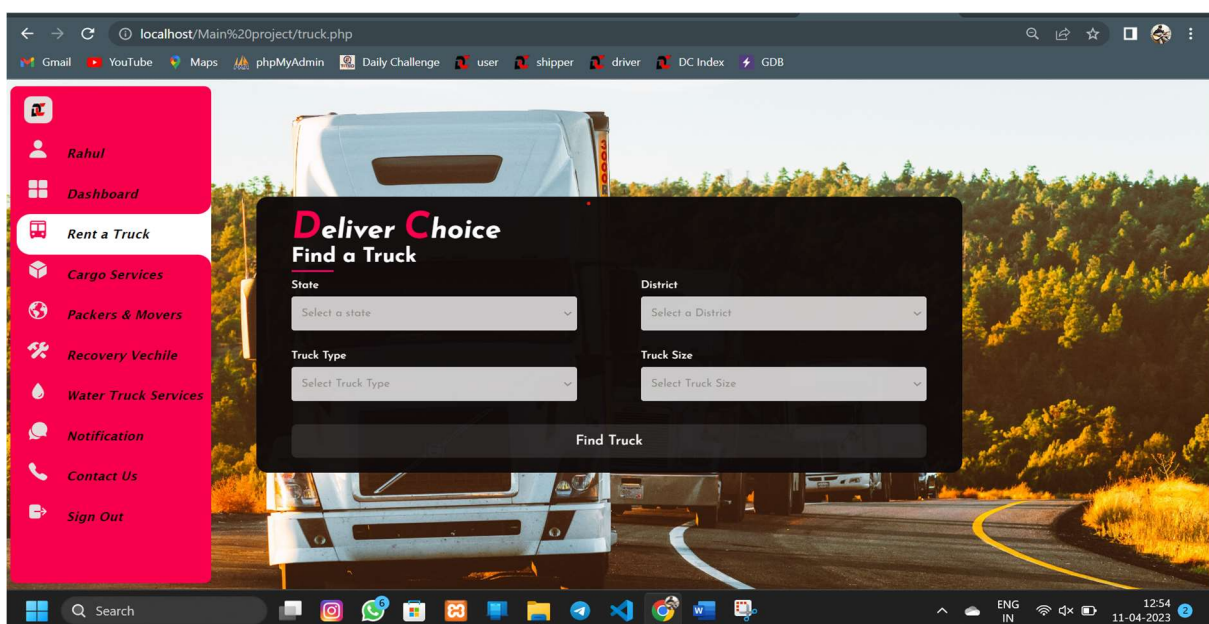 localhost/Main%20project/truck.php
Gmail YouTube Maps phpMyAdmin Daily Challenge user shipper driver DC Index GDB
Rahul
Dashboard
Rent a Truck
Cargo Services
Packers & Movers
Recovery Vechile
Water Truck Services
Notification
Contact Us
Sign Out
Deliver Choice
Find a Truck
State District
Select a state Select a District
Truck Type Truck Size
Select Truck Type Select Truck Size
Find Truck
Search
6
ENG
IN
12:54
11-04-2023
2